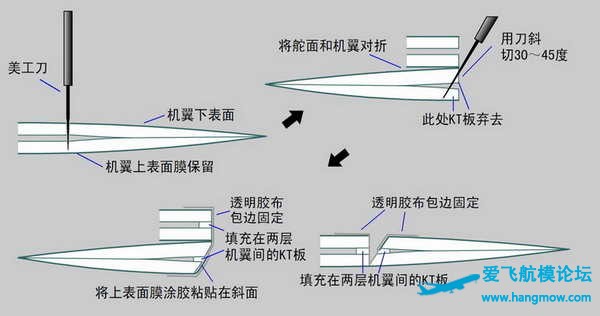 美工刀
机翼下表面
机翼上表面膜保留
将舵面和机翼对折
用刀斜
切30～45度
此处KT板弃去
透明胶布
包边固定
填充在两层
机翼间的KT板
将上表面膜涂胶粘贴在斜面
透明胶布包边固定
填充在两层机翼间的KT板
爱飞航模论坛
www.hangmow.com